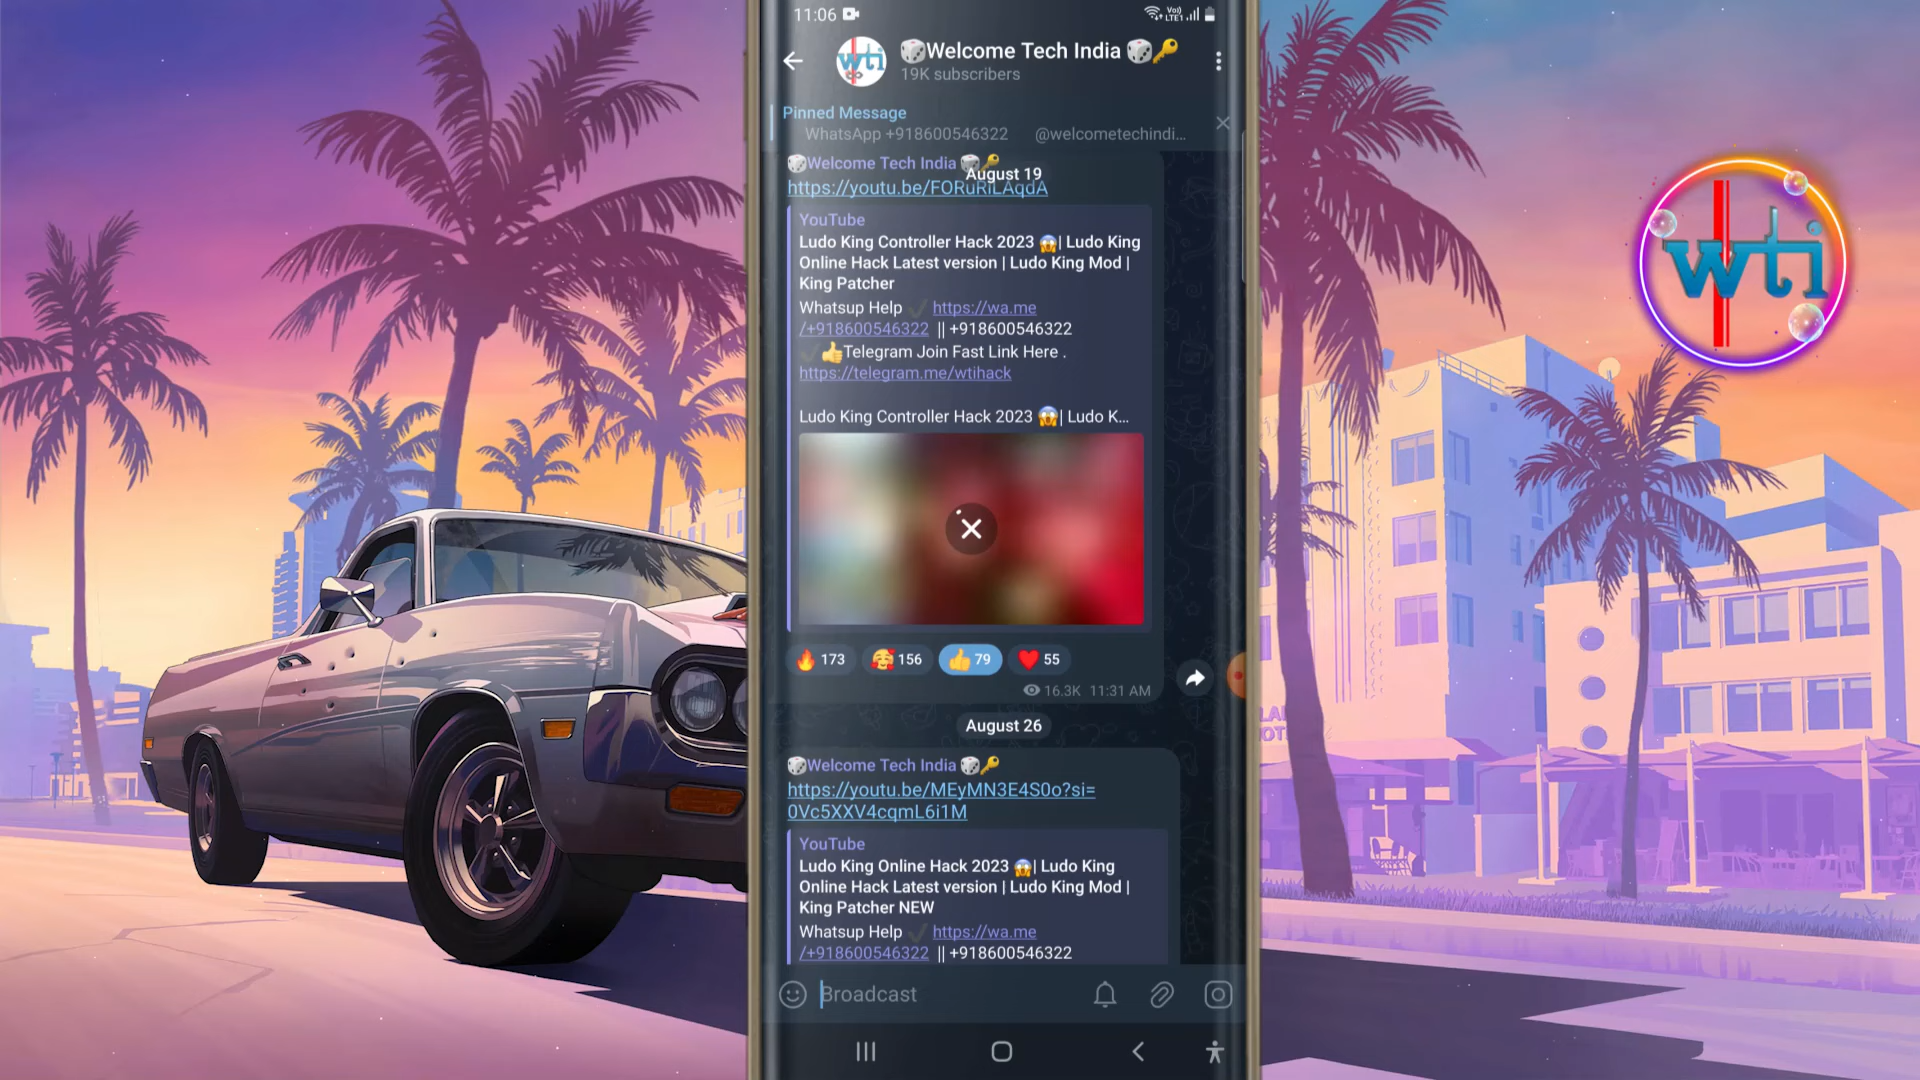 11:06
Vo) LTE1
🎲Welcome Tech India 🎲🔑
19K subscribers
Pinned Message
WhatsApp +918600546322 @welcometechindi...
🎲Welcome Tech India 🎲🔑
August 19
https://youtu.be/FORuRiLAqdA
YouTube
Ludo King Controller Hack 2023 😱| Ludo King
Online Hack Latest version | Ludo King Mod |
King Patcher
Whatsup Help ✔ https://wa.me
/+918600546322 || +918600546322
✔👍Telegram Join Fast Link Here .
https://telegram.me/wtihack
Ludo King Controller Hack 2023 😱| Ludo K...
🔥 173 🥰 156 👍 79 ❤ 55
16.3K 11:31 AM
August 26
🎲Welcome Tech India 🎲🔑
https://youtu.be/MEyMN3E4S0o?si=
0Vc5XXV4cqmL6i1M
YouTube
Ludo King Online Hack 2023 😱| Ludo King
Online Hack Latest version | Ludo King Mod |
King Patcher NEW
Whatsup Help ✔ https://wa.me
/+918600546322 || +918600546322
Broadcast
wti